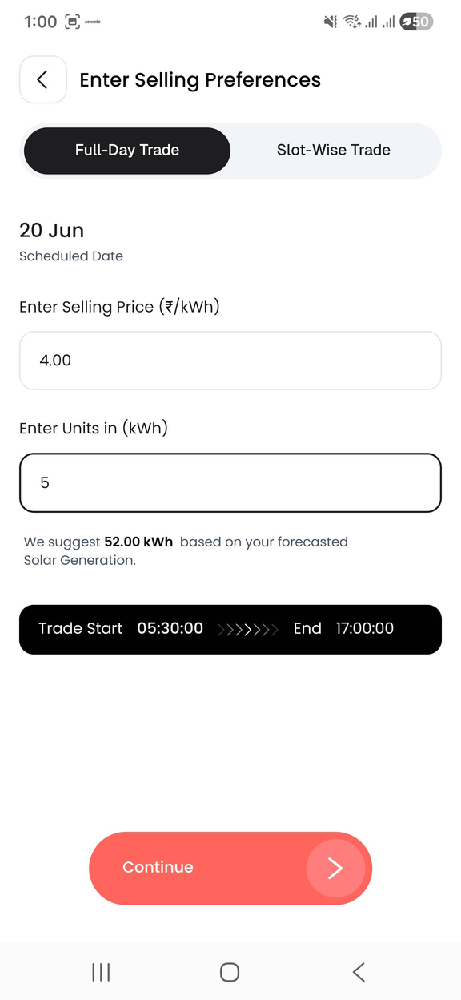 1:00 zomato 50
Enter Selling Preferences
Full-Day Trade Slot-Wise Trade
20 Jun
Scheduled Date
Enter Selling Price (₹/kWh)
4.00
Enter Units in (kWh)
5
We suggest 52.00 kWh based on your forecasted
Solar Generation.
Trade Start 05:30:00 End 17:00:00
Continue